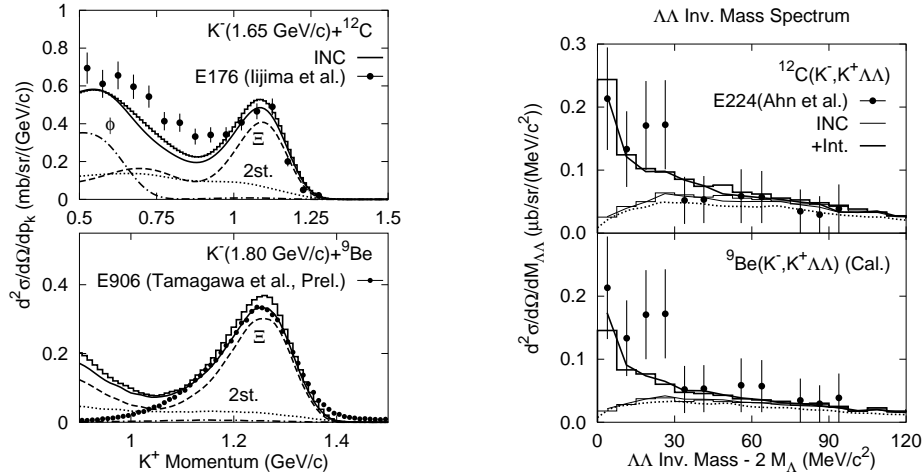 K⁻(1.65 GeV/c)+¹²C
INC
E176 (Iijima et al.)
ϕ
Ξ
2st.
1
0.8
0.6
0.4
0.2
0
0.5 0.75 1 1.25 1.5
K⁻(1.80 GeV/c)+⁹Be
E906 (Tamagawa et al., Prel.)
Ξ
2st.
0.4
0.2
0
1 1.2 1.4
K⁺ Momentum (GeV/c)
d²σ/dΩ/dpₖ (mb/sr/(GeV/c))
ΛΛ Inv. Mass Spectrum
¹²C(K⁻,K⁺ΛΛ)
E224(Ahn et al.)
INC
+Int.
0.3
0.2
0.1
0.0
⁹Be(K⁻,K⁺ΛΛ) (Cal.)
0.2
0.1
0.0
0 30 60 90 120
ΛΛ Inv. Mass - 2 M_Λ (MeV/c²)
d²σ/dΩ/dM_ΛΛ (μb/sr/(MeV/c²)